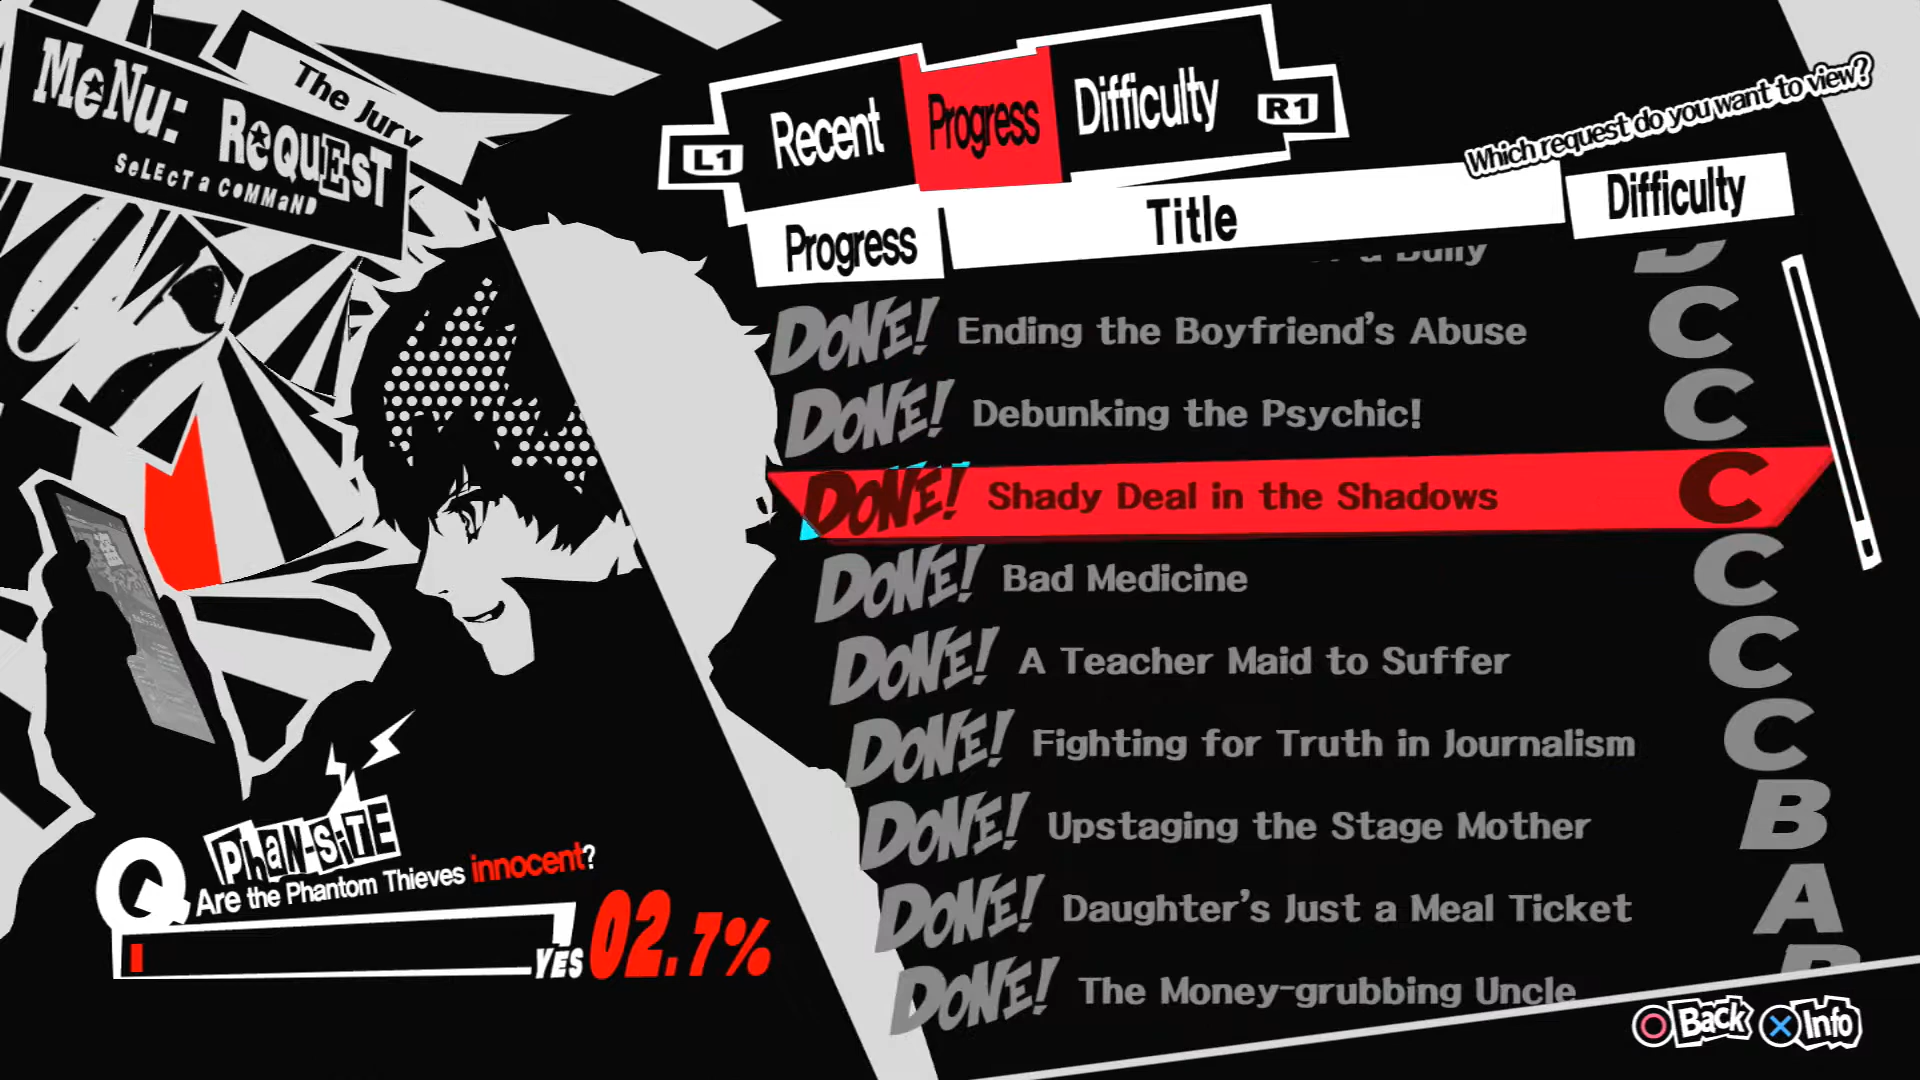 The Jury
MeNu: ReQuEsT
SeLEcT a CoMMaND
L1 Recent Progress Difficulty R1
Which request do you want to view?
Progress Title Difficulty
a Bully D
DONE! Ending the Boyfriend's Abuse C
DONE! Debunking the Psychic! C
DONE! Shady Deal in the Shadows C
DONE! Bad Medicine C
DONE! A Teacher Maid to Suffer C
DONE! Fighting for Truth in Journalism C
DONE! Upstaging the Stage Mother B
DONE! Daughter's Just a Meal Ticket A
DONE! The Money-grubbing Uncle
PhaN-SiTE
Q Are the Phantom Thieves innocent?
YES 02.7%
Back Info